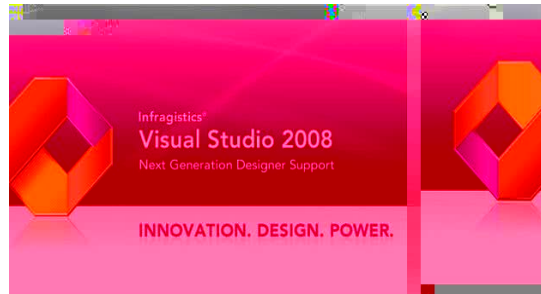 Infragistics®
Visual Studio 2008
Next Generation Designer Support
INNOVATION. DESIGN. POWER.